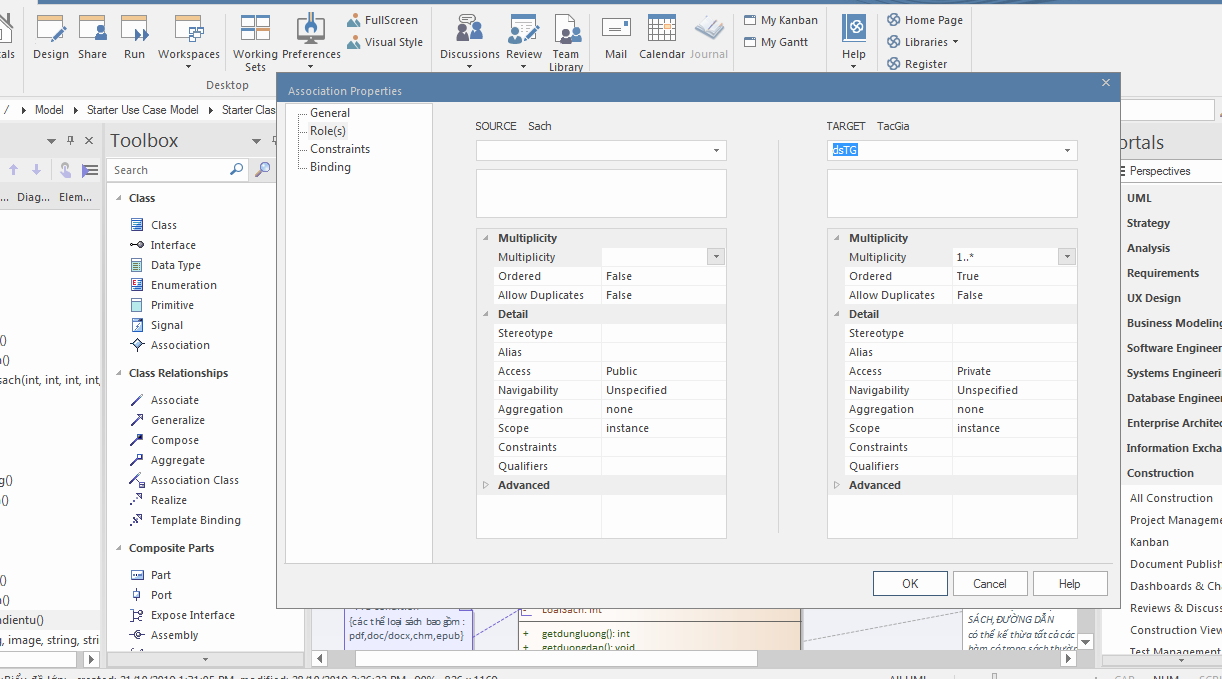 als
Design
Share
Run
Workspaces
Working Sets
Preferences
FullScreen
Visual Style
Desktop
Discussions
Review
Team Library
Mail
Calendar
Journal
My Kanban
My Gantt
Help
Home Page
Libraries
Register
/ Model Starter Use Case Model Starter Clas
Association Properties
General
Role(s)
Constraints
Binding
SOURCE Sach
TARGET TacGia
dsTG
Multiplicity
Multiplicity
Ordered False
Allow Duplicates False
Detail
Stereotype
Alias
Access Public
Navigability Unspecified
Aggregation none
Scope instance
Constraints
Qualifiers
Advanced
Multiplicity
Multiplicity 1..*
Ordered True
Allow Duplicates False
Detail
Stereotype
Alias
Access Private
Navigability Unspecified
Aggregation none
Scope instance
Constraints
Qualifiers
Advanced
OK
Cancel
Help
Toolbox
Search
Class
Class
Interface
Data Type
Enumeration
Primitive
Signal
Association
Class Relationships
Associate
Generalize
Compose
Aggregate
Association Class
Realize
Template Binding
Composite Parts
Part
Port
Expose Interface
Assembly
... Diag... Elem...
()
()
sach(int, int, int, int,
g()
()
()
()
ndientu()
g, image, string, stri
ortals
Perspectives
UML
Strategy
Analysis
Requirements
UX Design
Business Modeling
Software Engineer
Systems Engineeri
Database Engineer
Enterprise Architec
Information Excha
Construction
All Construction
Project Manageme
Kanban
Document Publish
Dashboards & Cha
Reviews & Discuss
Construction View
Test Management
{các thể loại sách bao gồm :
pdf,doc/docx,chm,epub}
- loaiSach: int
+ getdungluong(): int
+ getduongdan(): void
SÁCH,ĐƯỜNG DẪN
có thể kế thừa tất cả các
hàm có trong sách thườ